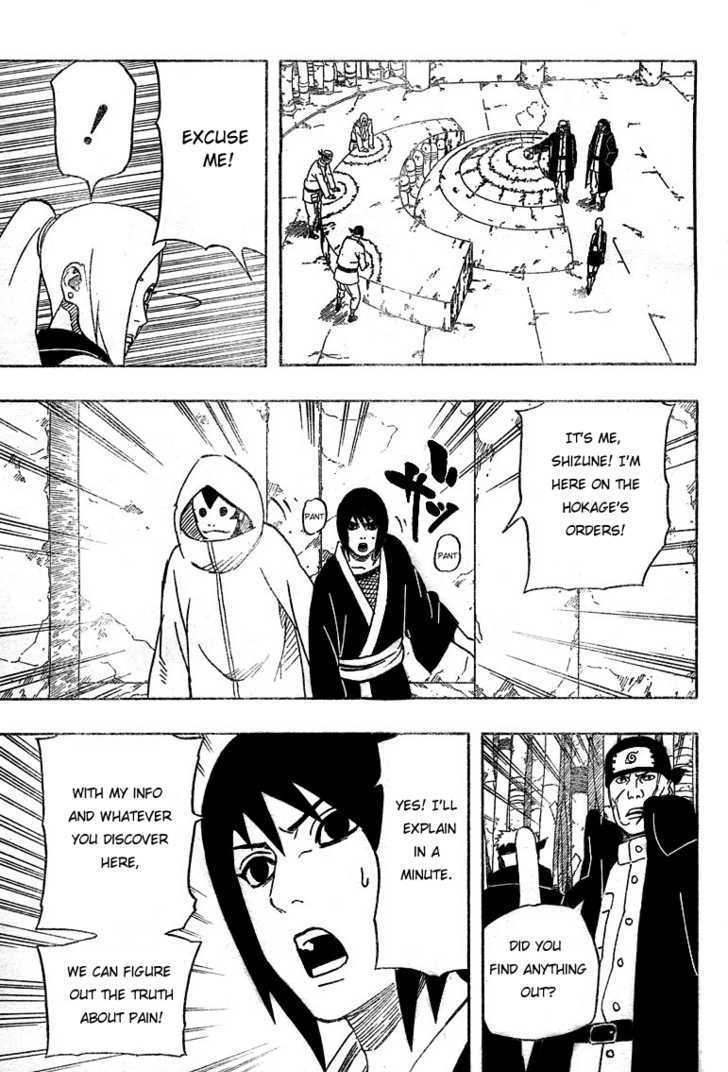 EXCUSE
ME!
!
IT'S ME,
SHIZUNE! I'M
HERE ON THE
HOKAGE'S
ORDERS!
ザッ
PANT
PANT
DID YOU
FIND ANYTHING
OUT?
YES! I'LL
EXPLAIN
IN A
MINUTE.
WITH MY INFO
AND WHATEVER
YOU DISCOVER
HERE,
WE CAN FIGURE
OUT THE TRUTH
ABOUT PAIN!